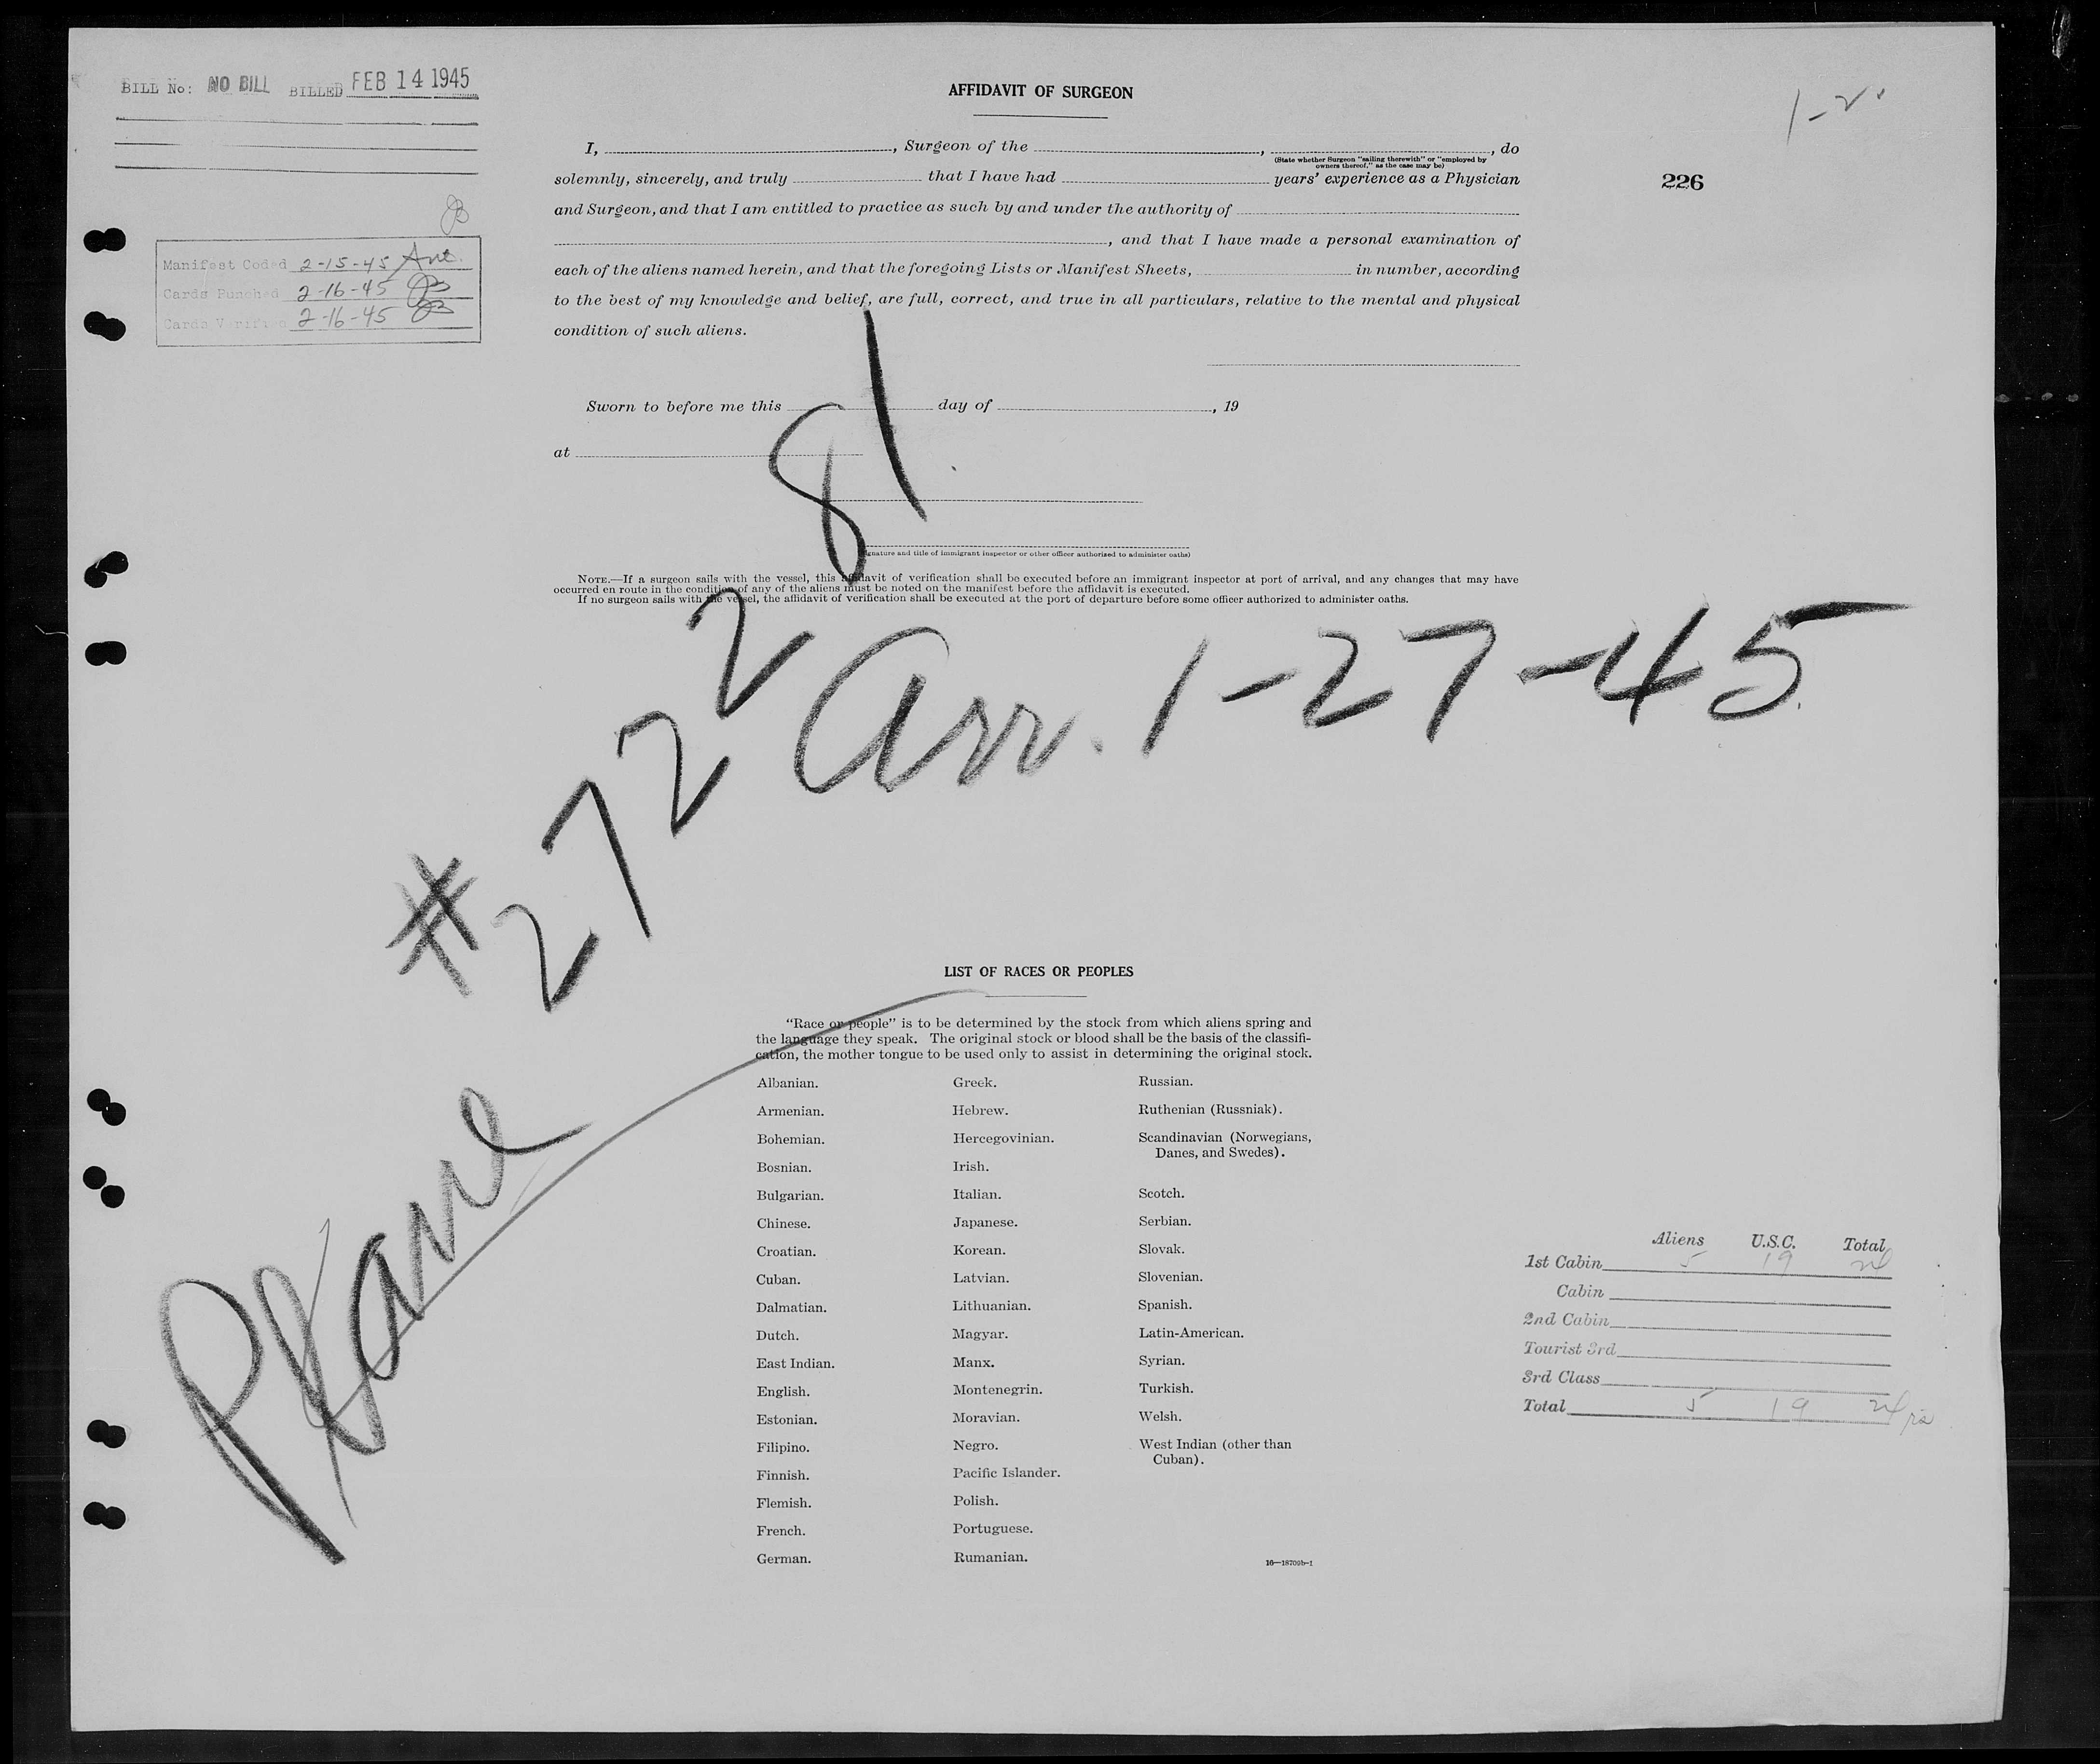 BILL No: NO BILL BILLED FEB 14 1945
Manifest Coded 2-15-45
Cards Punched 2-16-45
Cards Verified 2-16-45
AFFIDAVIT OF SURGEON
1-2
226
I, , Surgeon of the , , do
(State whether Surgeon "sailing therewith" or "employed by
owners thereof," as the case may be)
solemnly, sincerely, and truly that I have had years' experience as a Physician
and Surgeon, and that I am entitled to practice as such by and under the authority of
, and that I have made a personal examination of
each of the aliens named herein, and that the foregoing Lists or Manifest Sheets, in number, according
to the best of my knowledge and belief, are full, correct, and true in all particulars, relative to the mental and physical
condition of such aliens.
Sworn to before me this day of , 19
at
(Signature and title of immigrant inspector or other officer authorized to administer oaths)
NOTE.—If a surgeon sails with the vessel, this affidavit of verification shall be executed before an immigrant inspector at port of arrival, and any changes that may have
occurred en route in the condition of any of the aliens must be noted on the manifest before the affidavit is executed.
If no surgeon sails with the vessel, the affidavit of verification shall be executed at the port of departure before some officer authorized to administer oaths.
Plane #272281
Arr. 1-27-45
LIST OF RACES OR PEOPLES
"Race or people" is to be determined by the stock from which aliens spring and
the language they speak. The original stock or blood shall be the basis of the classifi-
cation, the mother tongue to be used only to assist in determining the original stock.
Albanian.
Armenian.
Bohemian.
Bosnian.
Bulgarian.
Chinese.
Croatian.
Cuban.
Dalmatian.
Dutch.
East Indian.
English.
Estonian.
Filipino.
Finnish.
Flemish.
French.
German.
Greek.
Hebrew.
Hercegovinian.
Irish.
Italian.
Japanese.
Korean.
Latvian.
Lithuanian.
Magyar.
Manx.
Montenegrin.
Moravian.
Negro.
Pacific Islander.
Polish.
Portuguese.
Rumanian.
Russian.
Ruthenian (Russniak).
Scandinavian (Norwegians,
Danes, and Swedes).
Scotch.
Serbian.
Slovak.
Slovenian.
Spanish.
Latin-American.
Syrian.
Turkish.
Welsh.
West Indian (other than
Cuban).
16—18709b-1
Aliens U.S.C. Total
1st Cabin 5 19 24
Cabin
2nd Cabin
Tourist 3rd
3rd Class
Total 5 19 24